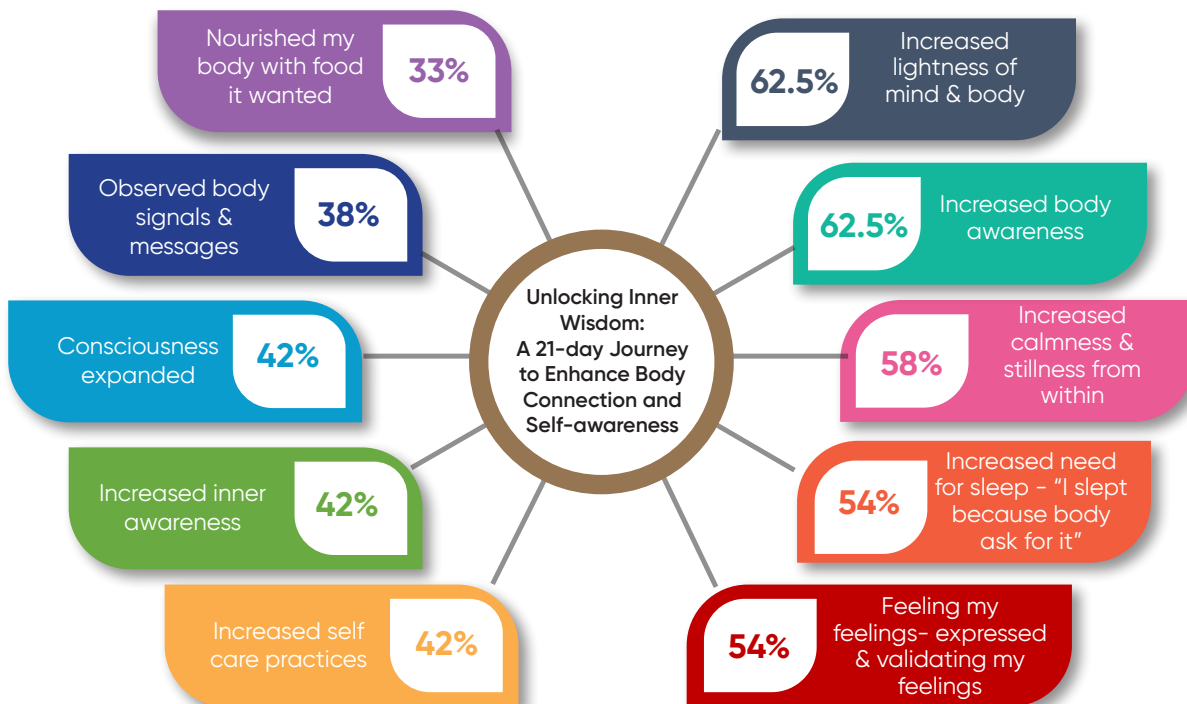 Nourished my
body with food
it wanted
33%
62.5%
Increased
lightness of
mind & body
Observed body
signals &
messages
38%
62.5%
Increased body
awareness
Consciousness
expanded
42%
Unlocking Inner
Wisdom:
A 21-day Journey
to Enhance Body
Connection and
Self-awareness
58%
Increased
calmness &
stillness from
within
Increased inner
awareness
42%
54%
Increased need
for sleep - “I slept
because body
ask for it”
Increased self
care practices
42%
54%
Feeling my
feelings- expressed
& validating my
feelings